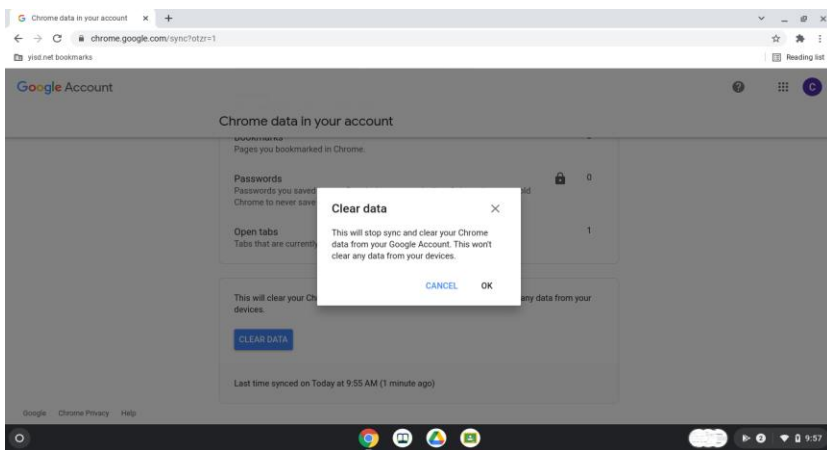 Chrome data in your account
chrome.google.com/sync?otzr=1
yisd.net bookmarks
Reading list
Google Account
C
Chrome data in your account
Bookmarks
Pages you bookmarked in Chrome.
Passwords
0
Passwords you saved
Chrome to never save
Open tabs
1
Tabs that are currently
Clear data
This will stop sync and clear your Chrome
data from your Google Account. This won't
clear any data from your devices.
CANCEL OK
This will clear your Ch
any data from your
devices.
CLEAR DATA
Last time synced on Today at 9:55 AM (1 minute ago)
Google Chrome Privacy Help
2
9:57